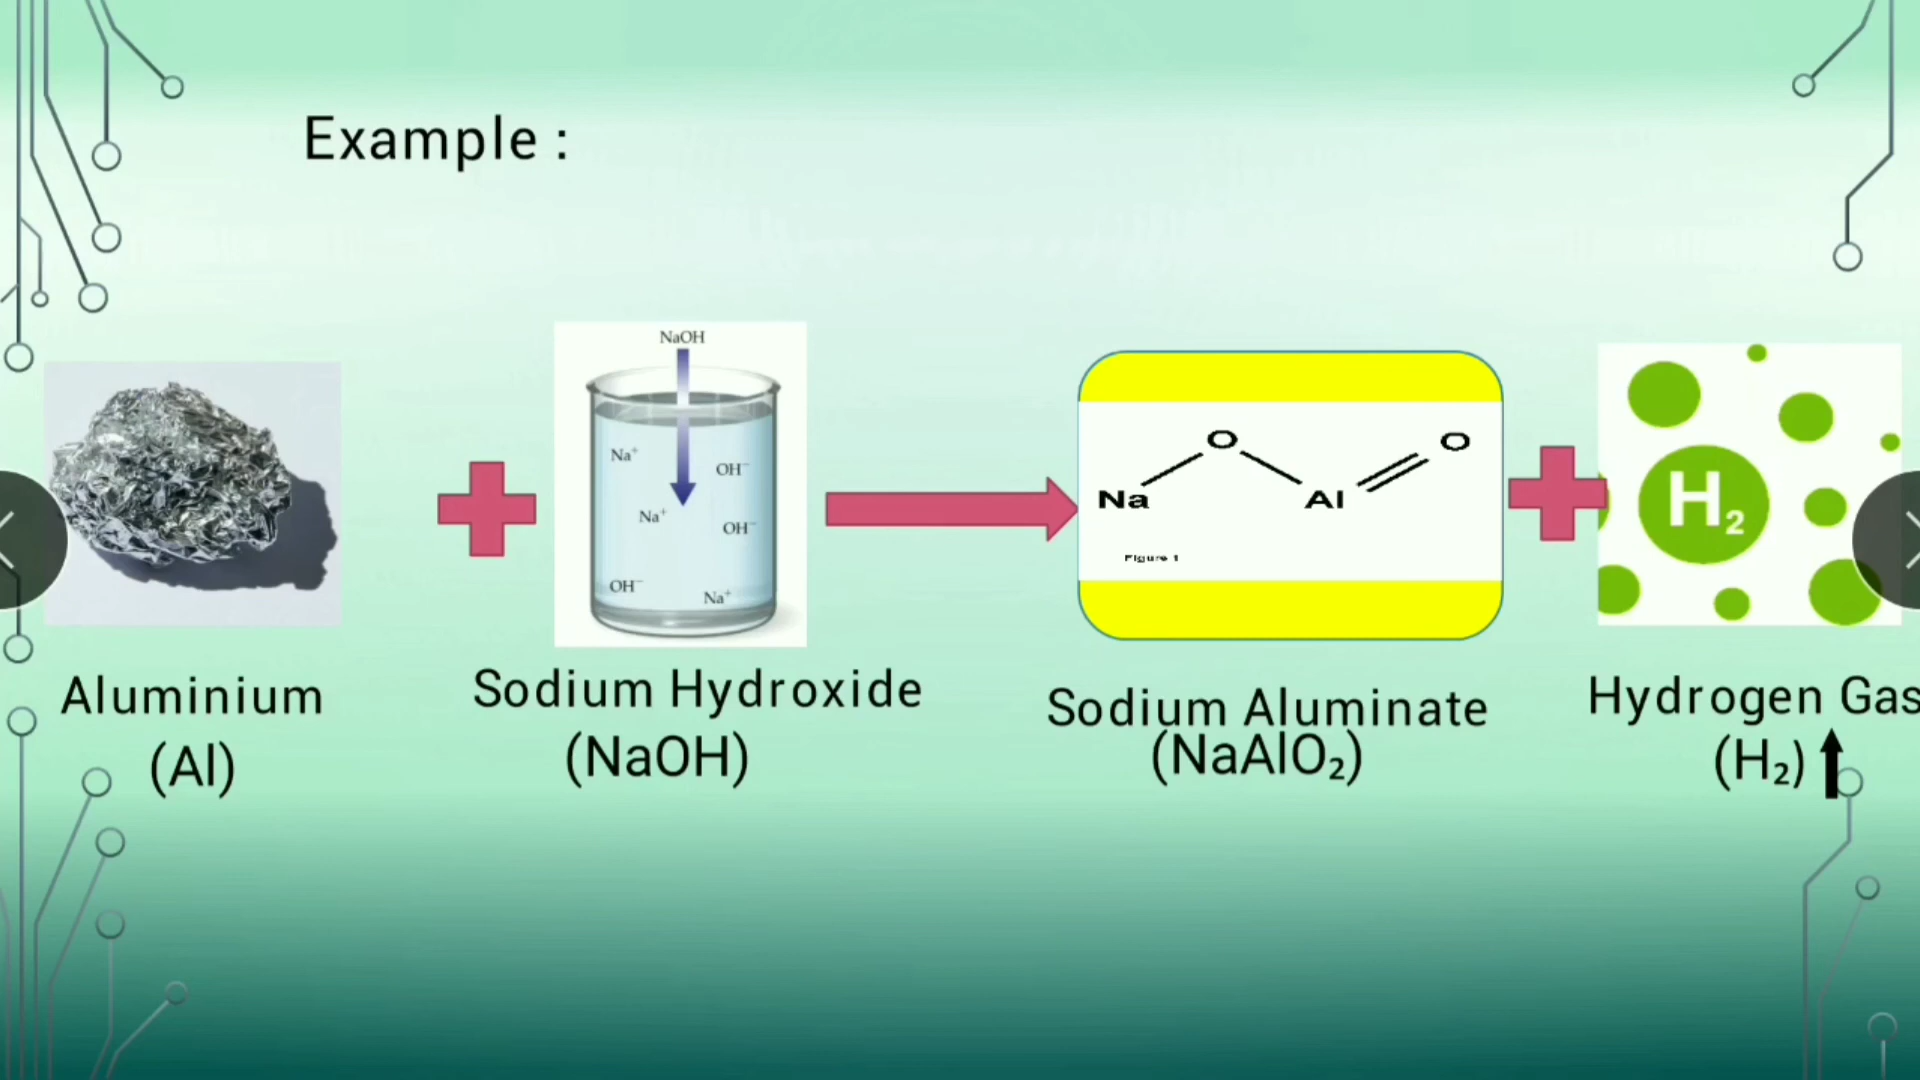 Example :
NaOH
Na⁺
OH⁻
Na⁺
OH⁻
OH⁻
Na⁺
Na
O
Al
O
Figure 1
H₂
Aluminium
(Al)
Sodium Hydroxide
(NaOH)
Sodium Aluminate
(NaAlO₂)
Hydrogen Gas
(H₂)